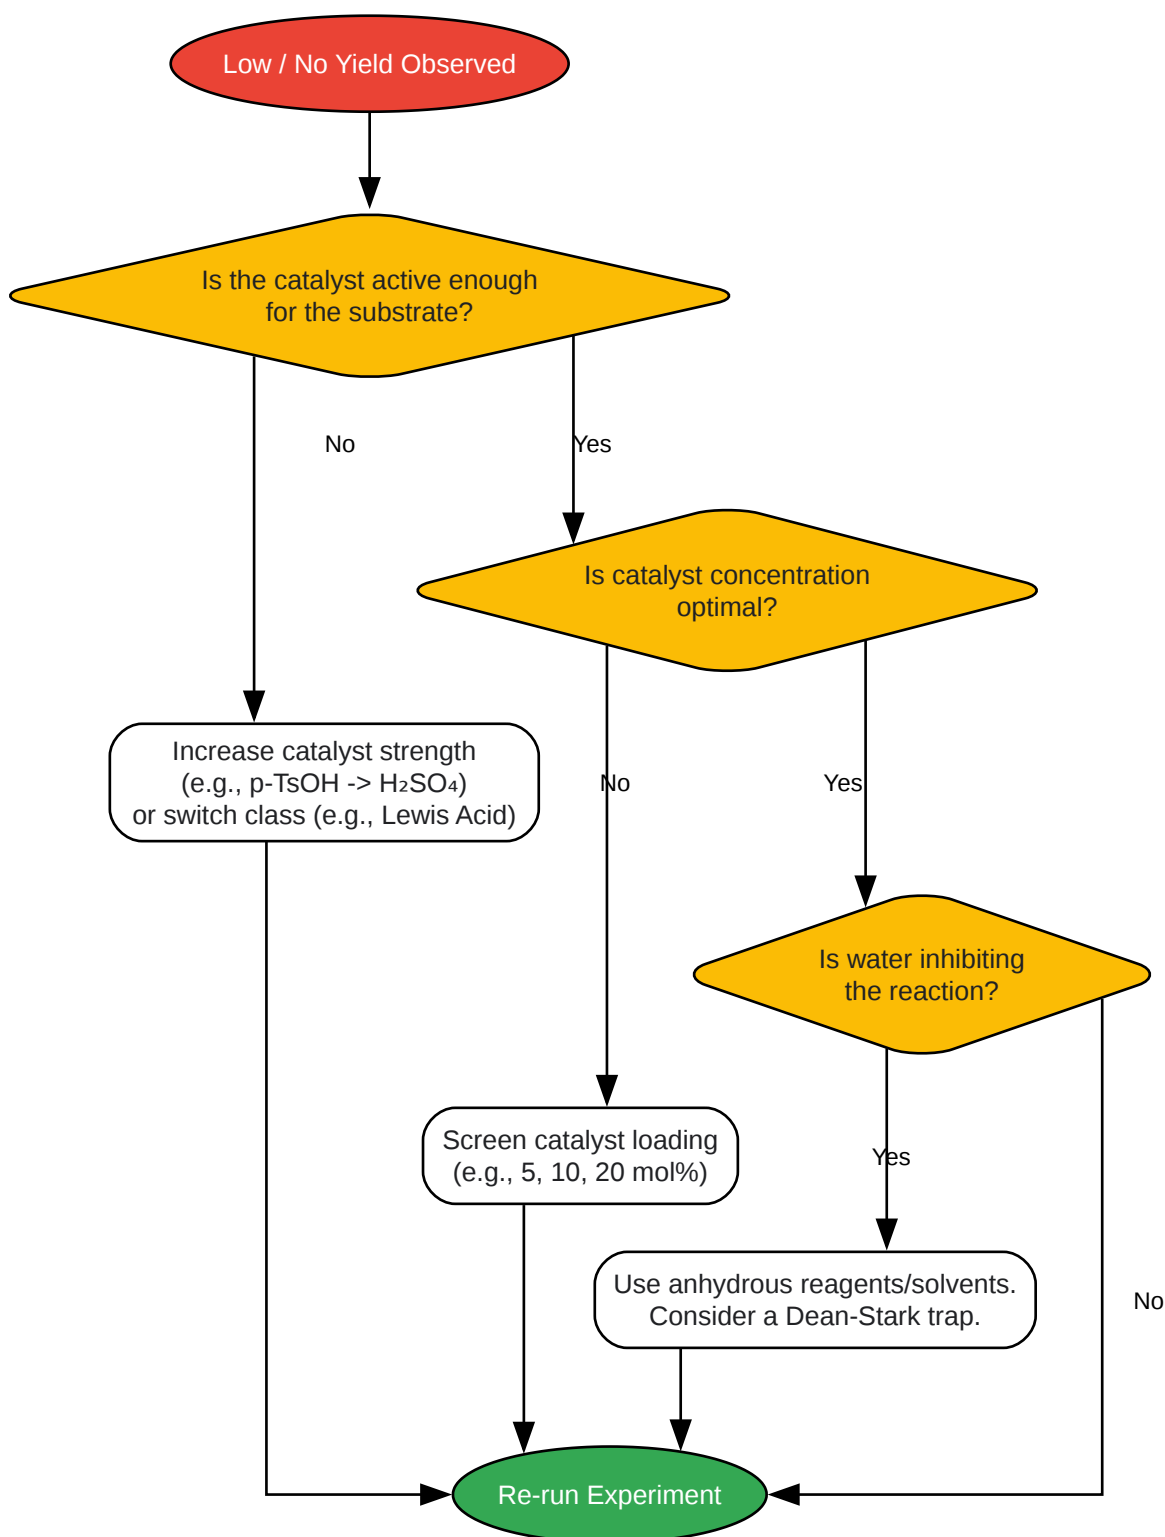 Low / No Yield Observed
Is the catalyst active enough
for the substrate?
No
Yes
Is catalyst concentration
optimal?
Increase catalyst strength
(e.g., p-TsOH -> H₂SO₄)
or switch class (e.g., Lewis Acid)
No
Yes
Is water inhibiting
the reaction?
Screen catalyst loading
(e.g., 5, 10, 20 mol%)
Yes
Use anhydrous reagents/solvents.
Consider a Dean-Stark trap.
No
Re-run Experiment